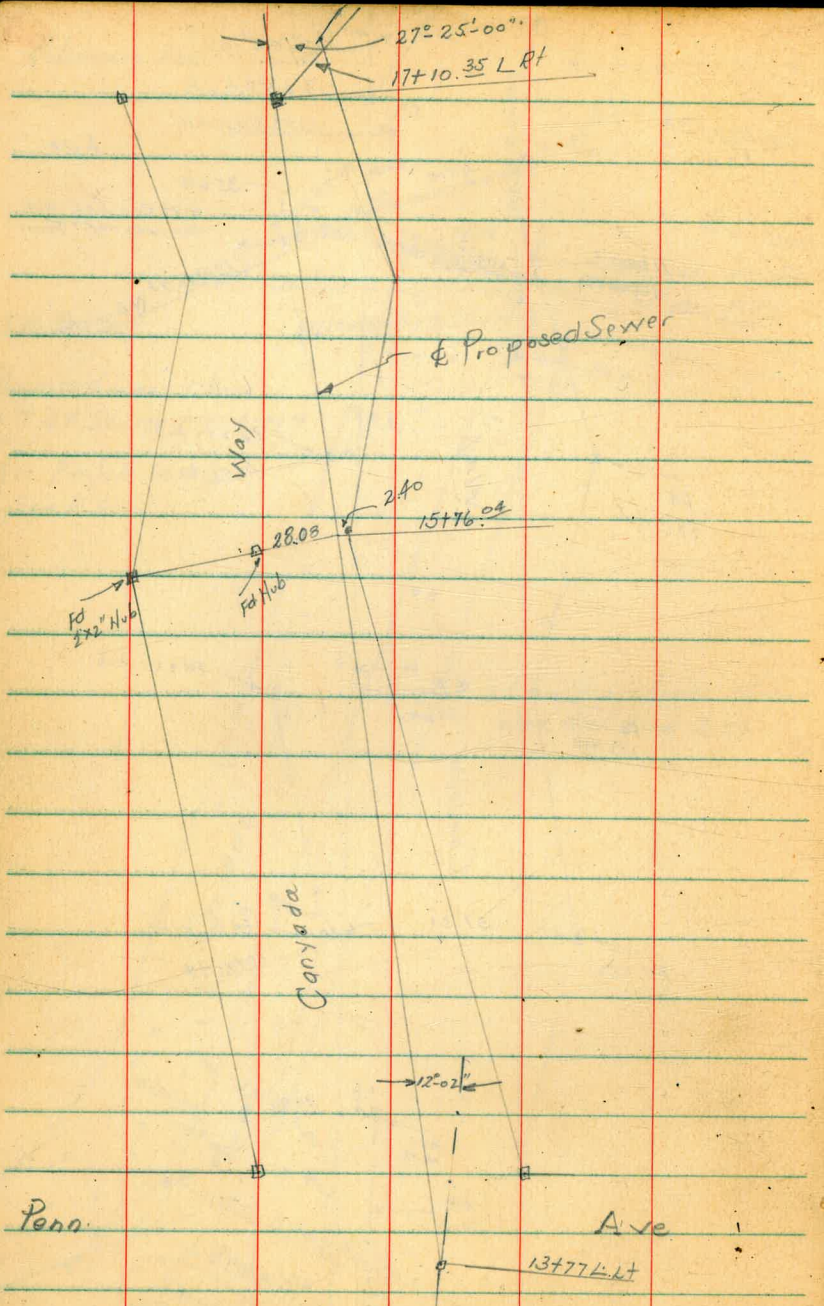 27°-25'-00"
17+10.35 L Rt
℄ Proposed Sewer
Way
2.40
28.03
15+76.04
Fd
2"x2" Hub
Fd Hub
Canyada
12°-02"
Penn.
Ave
13+77 L. Lt